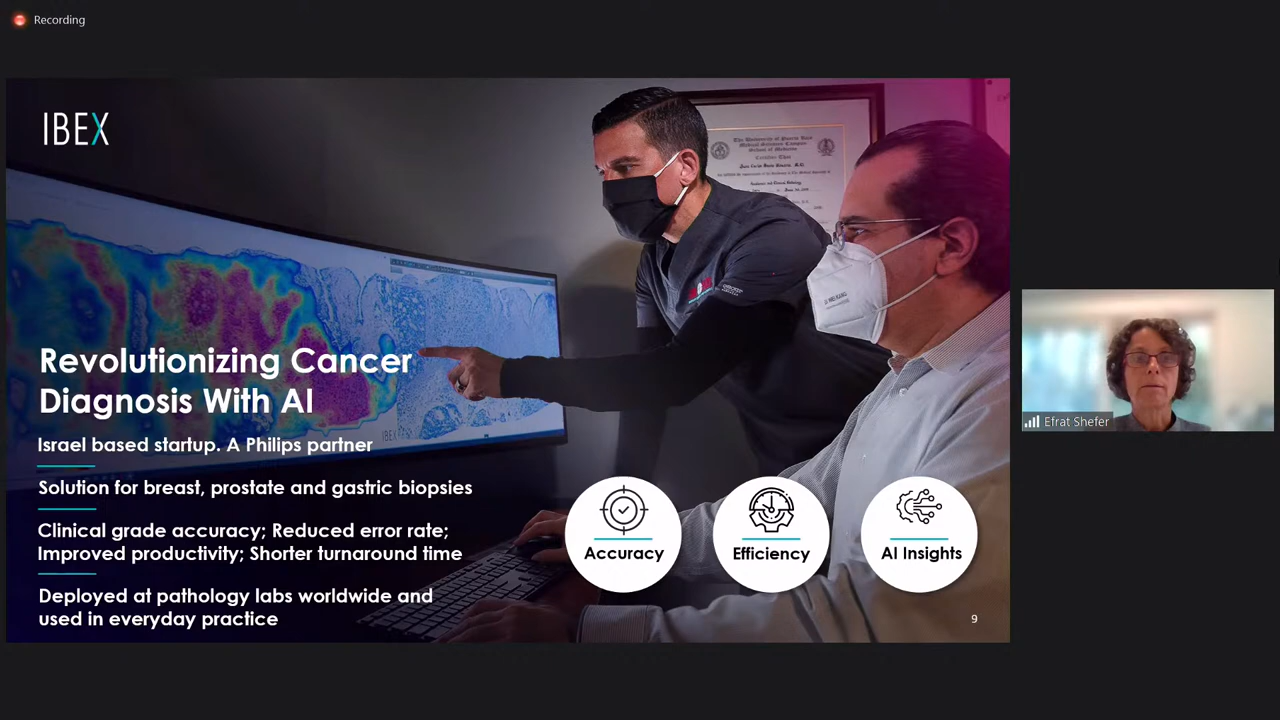 Recording
IBEX
Revolutionizing Cancer
Diagnosis With AI
Israel based startup. A Philips partner
Solution for breast, prostate and gastric biopsies
Clinical grade accuracy; Reduced error rate;
Improved productivity; Shorter turnaround time
Deployed at pathology labs worldwide and
used in everyday practice
Accuracy
Efficiency
AI Insights
9
Efrat Shefer
IBEX